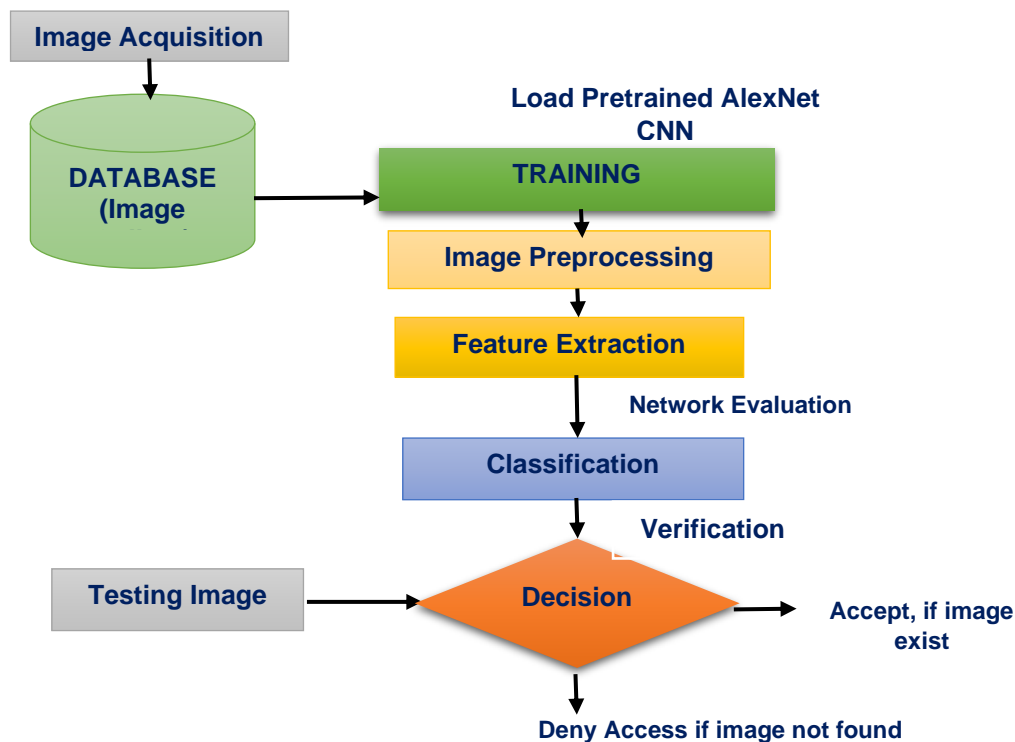 Image Acquisition
Load Pretrained AlexNet
CNN
DATABASE
(Image
TRAINING
Image Preprocessing
Feature Extraction
Network Evaluation
Classification
Verification
Testing Image
Decision
Accept, if image
exist
Deny Access if image not found